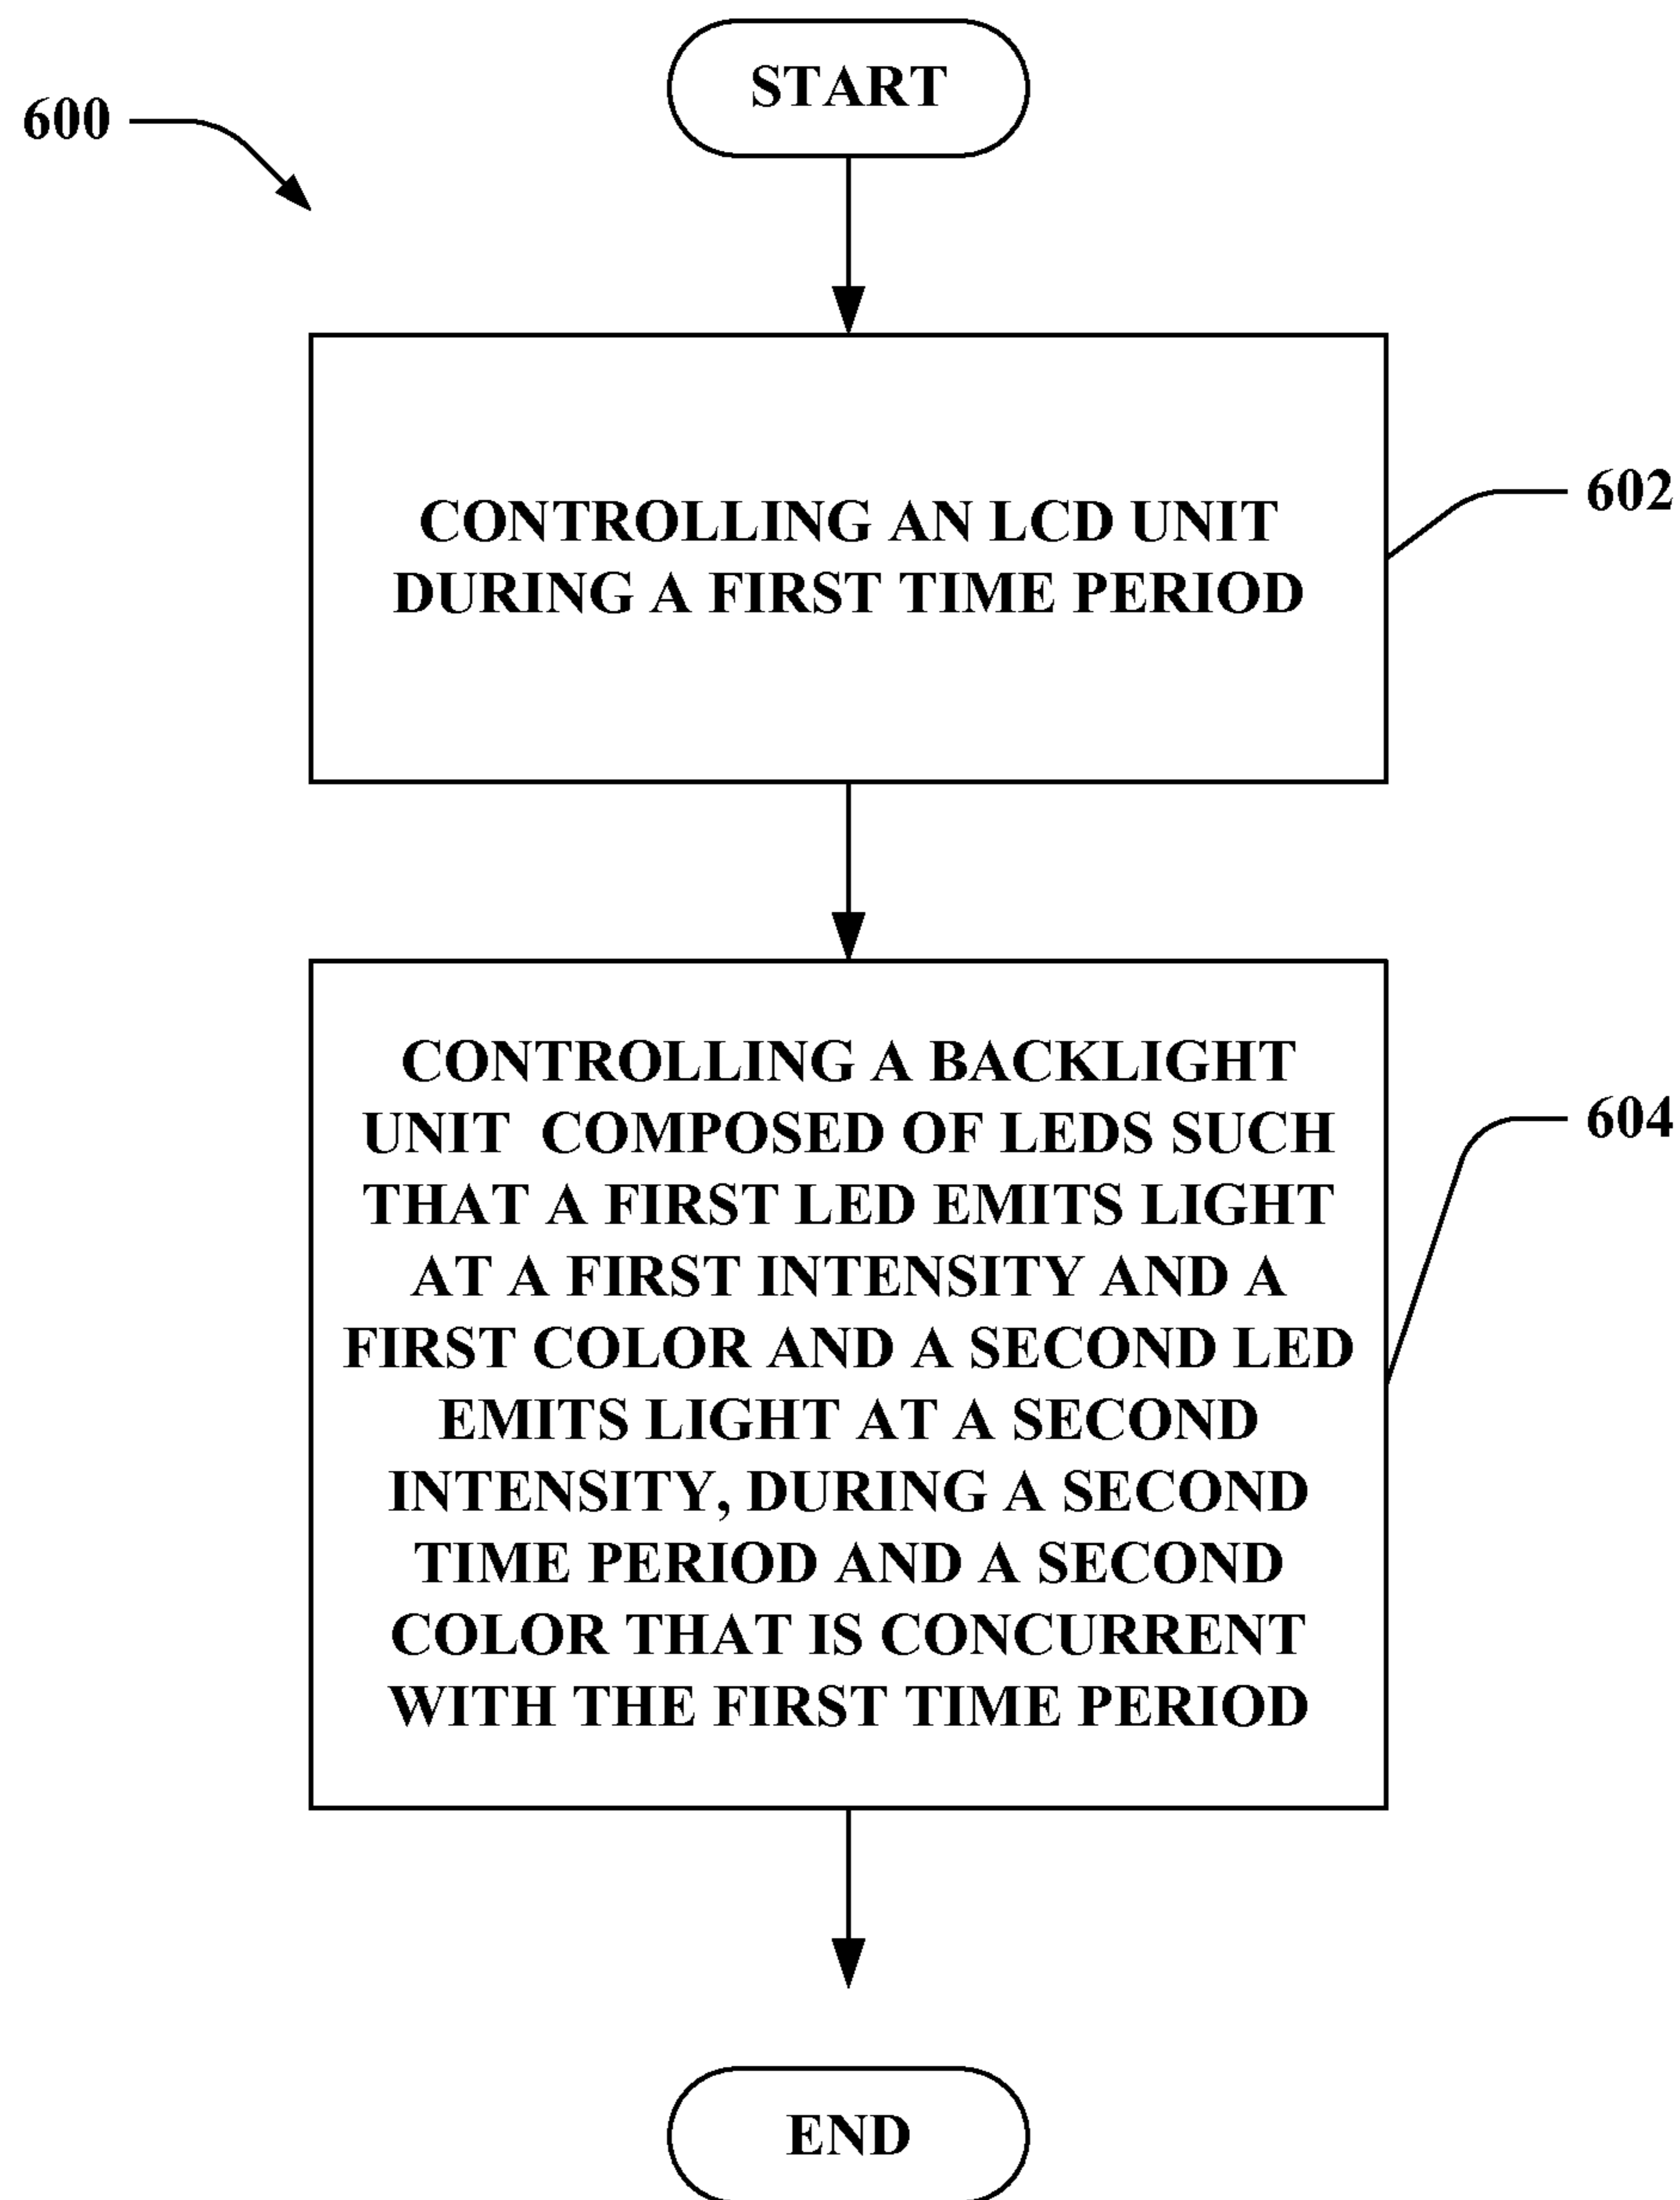 START
600
CONTROLLING AN LCD UNIT
DURING A FIRST TIME PERIOD
602
CONTROLLING A BACKLIGHT
UNIT COMPOSED OF LEDS SUCH
THAT A FIRST LED EMITS LIGHT
AT A FIRST INTENSITY AND A
FIRST COLOR AND A SECOND LED
EMITS LIGHT AT A SECOND
INTENSITY, DURING A SECOND
TIME PERIOD AND A SECOND
COLOR THAT IS CONCURRENT
WITH THE FIRST TIME PERIOD
604
END